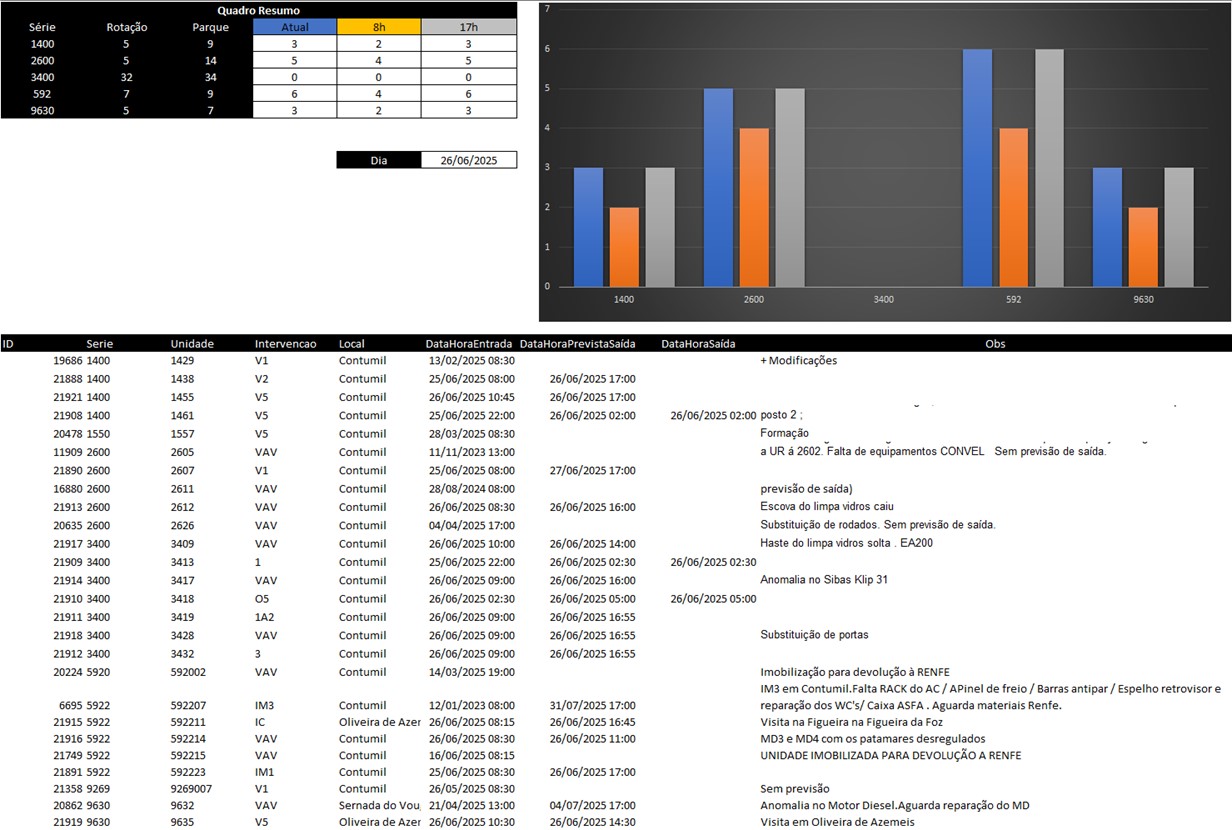 Quadro Resumo
Série Rotação Parque Atual 8h 17h
1400 5 9 3 2 3
2600 5 14 5 4 5
3400 32 34 0 0 0
592 7 9 6 4 6
9630 5 7 3 2 3
Dia 26/06/2025
7
6
5
4
3
2
1
0
1400 2600 3400 592 9630
ID Serie Unidade Intervencao Local DataHoraEntrada DataHoraPrevistaSaída DataHoraSaída Obs
19686 1400 1429 V1 Contumil 13/02/2025 08:30 + Modificações
21888 1400 1438 V2 Contumil 25/06/2025 08:00 26/06/2025 17:00
21921 1400 1455 V5 Contumil 26/06/2025 10:45 26/06/2025 17:00
21908 1400 1461 V5 Contumil 25/06/2025 22:00 26/06/2025 02:00 26/06/2025 02:00 posto 2 ;
20478 1550 1557 V5 Contumil 28/03/2025 08:30 Formação
11909 2600 2605 VAV Contumil 11/11/2023 13:00 a UR á 2602. Falta de equipamentos CONVEL Sem previsão de saída.
21890 2600 2607 V1 Contumil 25/06/2025 08:00 27/06/2025 17:00
16880 2600 2611 VAV Contumil 28/08/2024 08:00 previsão de saída)
21913 2600 2612 VAV Contumil 26/06/2025 08:30 26/06/2025 16:00 Escova do limpa vidros caiu
20635 2600 2626 VAV Contumil 04/04/2025 17:00 Substituição de rodados. Sem previsão de saída.
21917 3400 3409 VAV Contumil 26/06/2025 10:00 26/06/2025 14:00 Haste do limpa vidros solta . EA200
21909 3400 3413 1 Contumil 25/06/2025 22:00 26/06/2025 02:30 26/06/2025 02:30
21914 3400 3417 VAV Contumil 26/06/2025 09:00 26/06/2025 16:00 Anomalia no Sibas Klip 31
21910 3400 3418 O5 Contumil 26/06/2025 02:30 26/06/2025 05:00 26/06/2025 05:00
21911 3400 3419 1A2 Contumil 26/06/2025 09:00 26/06/2025 16:55
21918 3400 3428 VAV Contumil 26/06/2025 09:00 26/06/2025 16:55 Substituição de portas
21912 3400 3432 3 Contumil 26/06/2025 09:00 26/06/2025 16:55
20224 5920 592002 VAV Contumil 14/03/2025 19:00 Imobilização para devolução à RENFE
IM3 em Contumil.Falta RACK do AC / APinel de freio / Barras antipar / Espelho retrovisor e
6695 5922 592207 IM3 Contumil 12/01/2023 08:00 31/07/2025 17:00 reparação dos WC's/ Caixa ASFA . Aguarda materiais Renfe.
21915 5922 592211 IC Oliveira de Azem 26/06/2025 08:15 26/06/2025 16:45 Visita na Figueira na Figueira da Foz
21916 5922 592214 VAV Contumil 26/06/2025 08:30 26/06/2025 11:00 MD3 e MD4 com os patamares desregulados
21749 5922 592215 VAV Contumil 16/06/2025 08:15 UNIDADE IMOBILIZADA PARA DEVOLUÇÃO A RENFE
21891 5922 592223 IM1 Contumil 25/06/2025 08:30 26/06/2025 17:00
21358 9269 9269007 V1 Contumil 26/05/2025 08:30 Sem previsão
20862 9630 9632 VAV Sernada do Vou 21/04/2025 13:00 04/07/2025 17:00 Anomalia no Motor Diesel.Aguarda reparação do MD
21919 9630 9635 V5 Oliveira de Azer 26/06/2025 10:30 26/06/2025 14:30 Visita em Oliveira de Azemeis